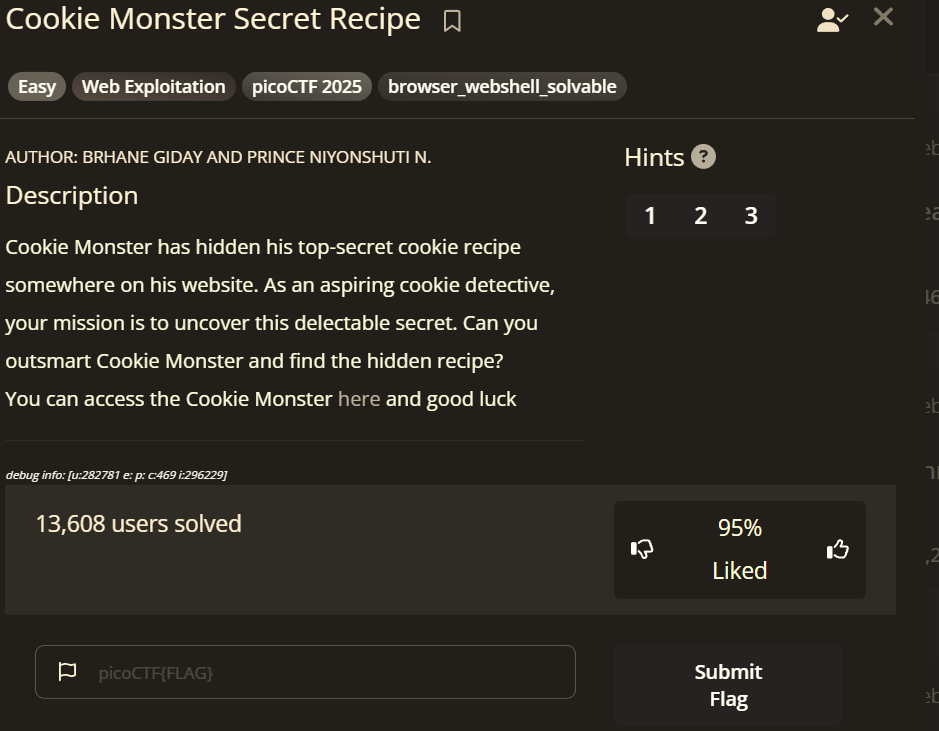 Cookie Monster Secret Recipe
Easy Web Exploitation picoCTF 2025 browser_webshell_solvable
AUTHOR: BRHANE GIDAY AND PRINCE NIYONSHUTI N.
Description
Cookie Monster has hidden his top-secret cookie recipe
somewhere on his website. As an aspiring cookie detective,
your mission is to uncover this delectable secret. Can you
outsmart Cookie Monster and find the hidden recipe?
You can access the Cookie Monster here and good luck
Hints ?
1 2 3
debug info: [u:282781 e: p: c:469 i:296229]
13,608 users solved
95%
Liked
picoCTF{FLAG}
Submit
Flag